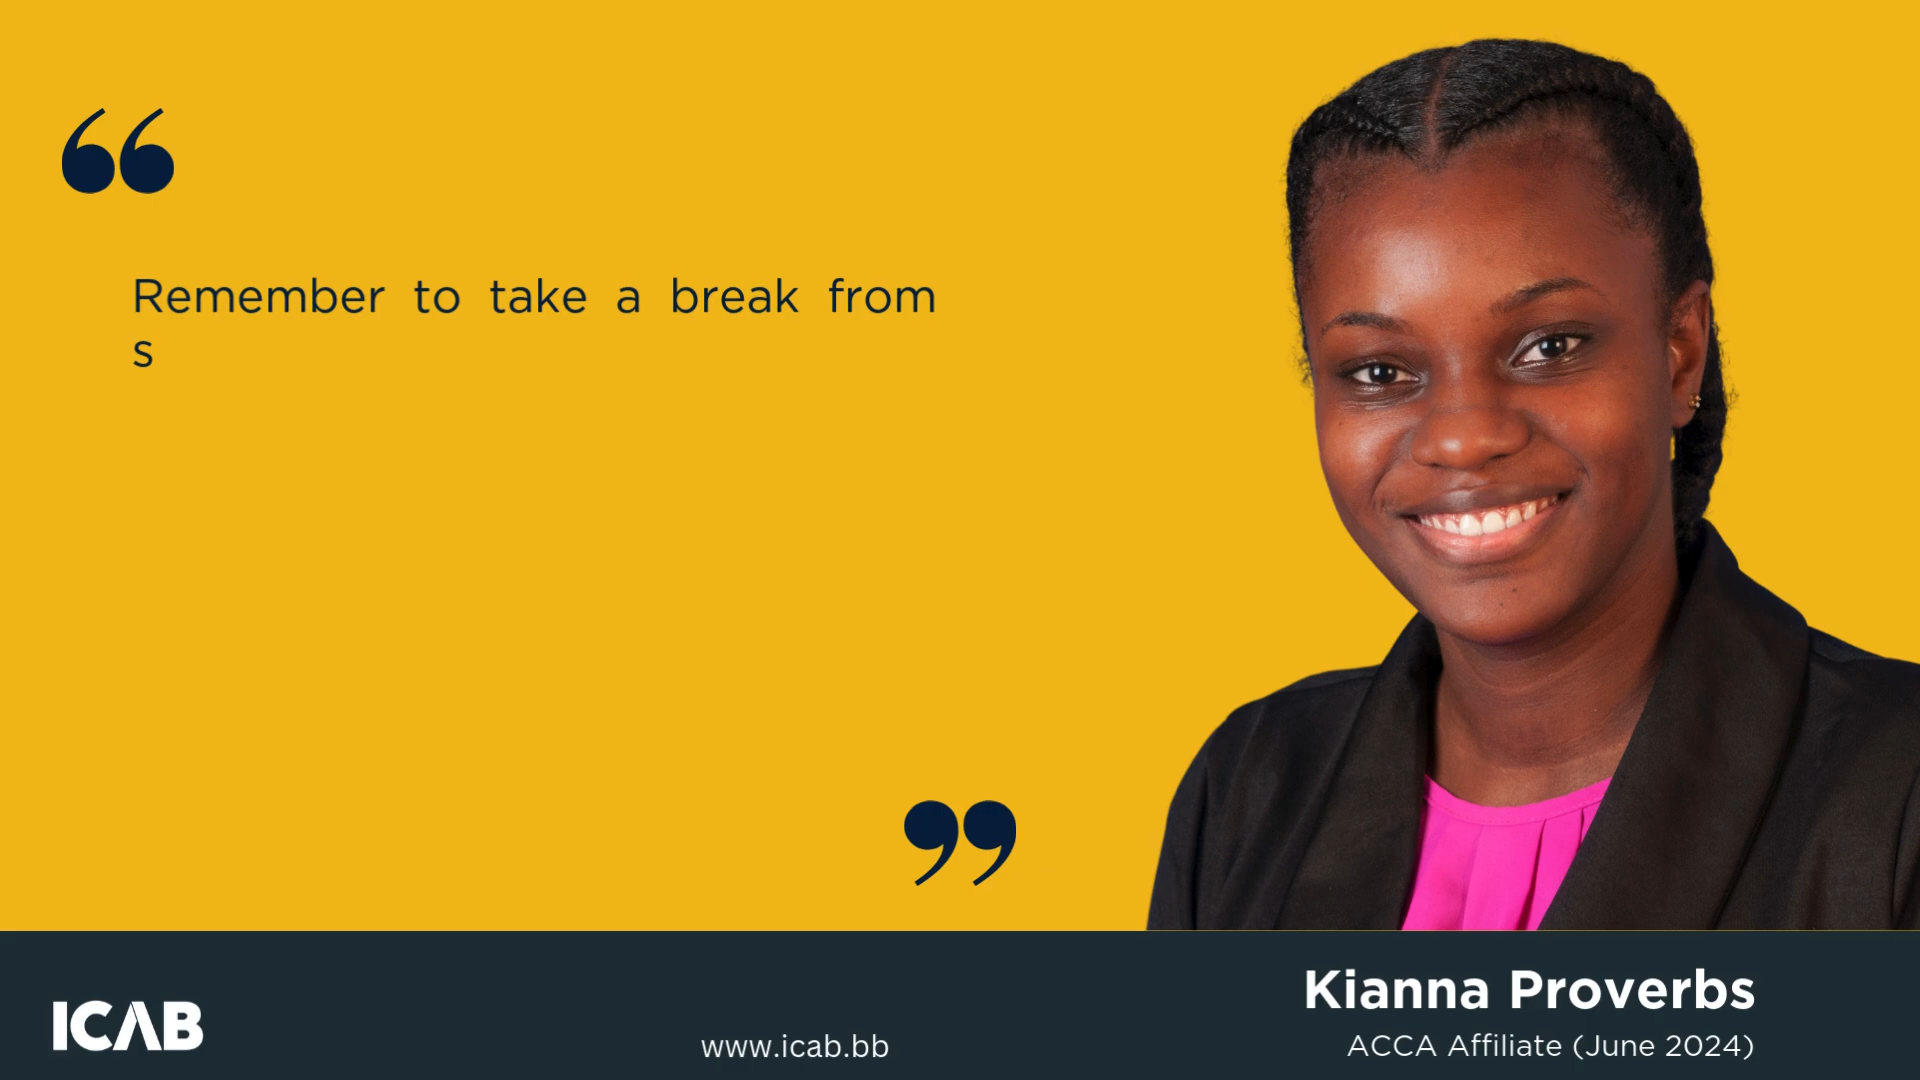 “
Remember to take a break from
s
”
Kianna Proverbs
ICAB
www.icab.bb
ACCA Affiliate (June 2024)